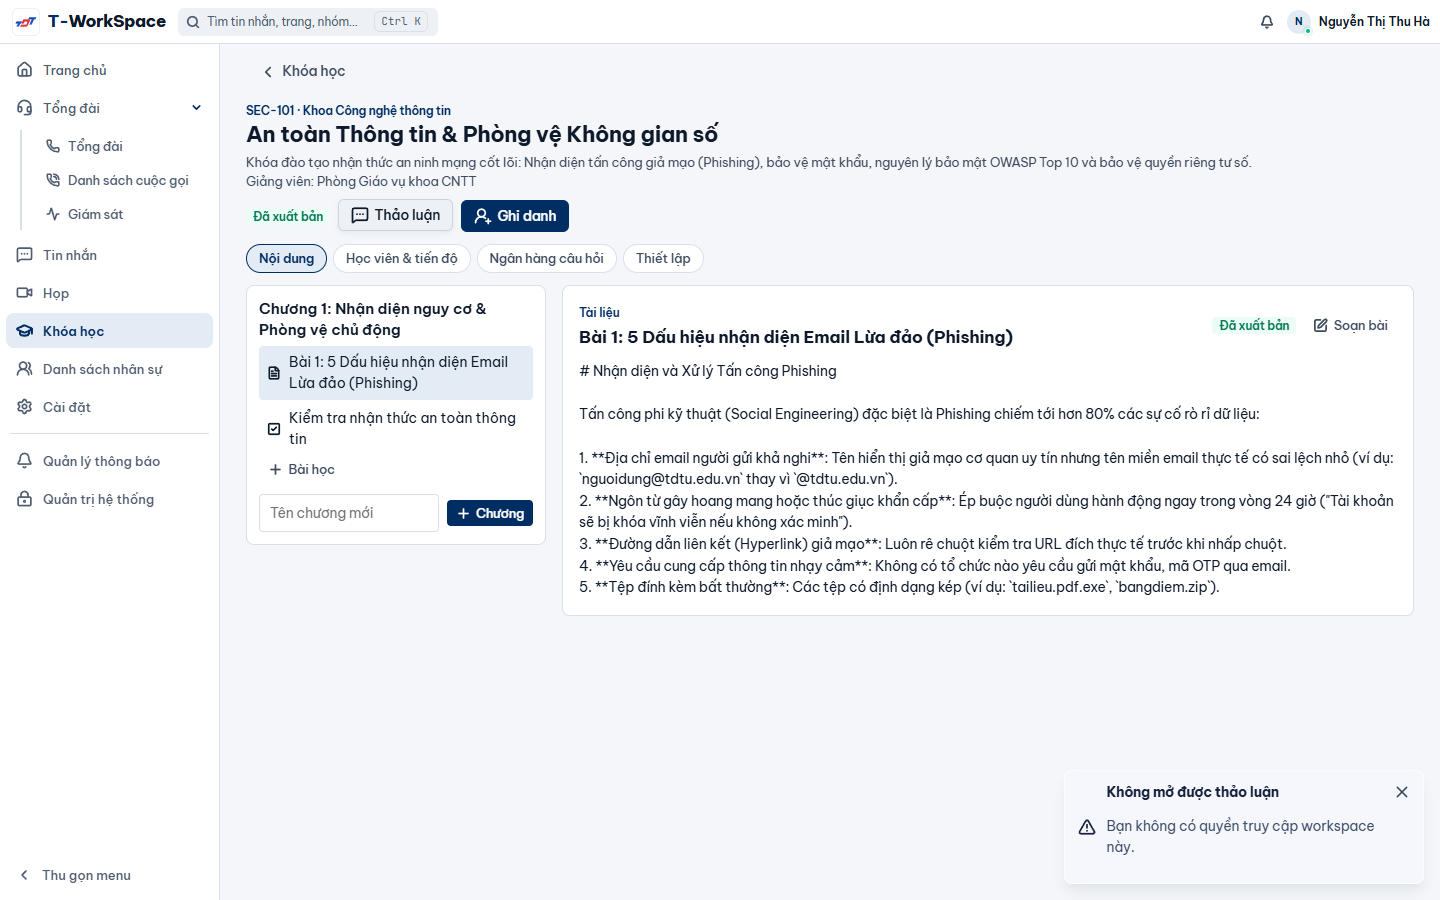 TDT T-WorkSpace
Tìm tin nhắn, trang, nhóm... Ctrl K
N Nguyễn Thị Thu Hà
Trang chủ
Tổng đài
Tổng đài
Danh sách cuộc gọi
Giám sát
Tin nhắn
Họp
Khóa học
Danh sách nhân sự
Cài đặt
Quản lý thông báo
Quản trị hệ thống
Thu gọn menu
Khóa học
SEC-101 · Khoa Công nghệ thông tin
An toàn Thông tin & Phòng vệ Không gian số
Khóa đào tạo nhận thức an ninh mạng cốt lõi: Nhận diện tấn công giả mạo (Phishing), bảo vệ mật khẩu, nguyên lý bảo mật OWASP Top 10 và bảo vệ quyền riêng tư số.
Giảng viên: Phòng Giáo vụ khoa CNTT
Đã xuất bản Thảo luận Ghi danh
Nội dung Học viên & tiến độ Ngân hàng câu hỏi Thiết lập
Chương 1: Nhận diện nguy cơ &
Phòng vệ chủ động
Bài 1: 5 Dấu hiệu nhận diện Email
Lừa đảo (Phishing)
Kiểm tra nhận thức an toàn thông
tin
Bài học
Tên chương mới Chương
Tài liệu
Bài 1: 5 Dấu hiệu nhận diện Email Lừa đảo (Phishing)
Đã xuất bản Soạn bài
# Nhận diện và Xử lý Tấn công Phishing
Tấn công phi kỹ thuật (Social Engineering) đặc biệt là Phishing chiếm tới hơn 80% các sự cố rò rỉ dữ liệu:
1. **Địa chỉ email người gửi khả nghi**: Tên hiển thị giả mạo cơ quan uy tín nhưng tên miền email thực tế có sai lệch nhỏ (ví dụ:
`nguoidung@tdtu.edu.vn` thay vì `@tdtu.edu.vn`).
2. **Ngôn từ gây hoang mang hoặc thúc giục khẩn cấp**: Ép buộc người dùng hành động ngay trong vòng 24 giờ ("Tài khoản
sẽ bị khóa vĩnh viễn nếu không xác minh").
3. **Đường dẫn liên kết (Hyperlink) giả mạo**: Luôn rê chuột kiểm tra URL đích thực tế trước khi nhấp chuột.
4. **Yêu cầu cung cấp thông tin nhạy cảm**: Không có tổ chức nào yêu cầu gửi mật khẩu, mã OTP qua email.
5. **Tệp đính kèm bất thường**: Các tệp có định dạng kép (ví dụ: `tailieu.pdf.exe`, `bangdiem.zip`).
Không mở được thảo luận
Bạn không có quyền truy cập workspace
này.